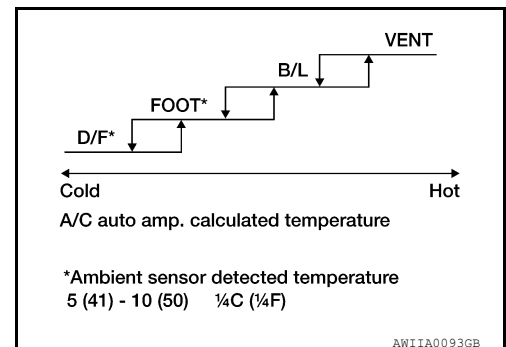 VENT
B/L
FOOT*
D/F*
Cold Hot
A/C auto amp. calculated temperature
*Ambient sensor detected temperature
5 (41) - 10 (50) ¼C (¼F)
AWIIA0093GB